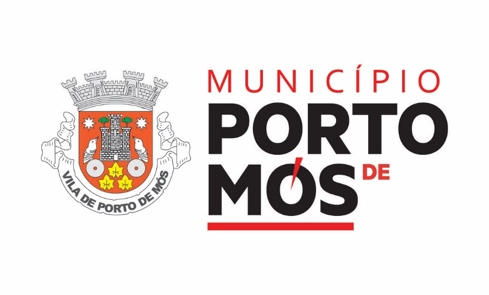 MUNICÍPIO
PORTO
DE
MÓS
VILA DE PORTO DE MÓS